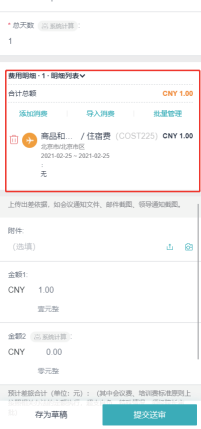 * 总天数 系统计算：
1
费用明细 - 1 - 明细列表
合计总额 CNY 1.00
添加消费 导入消费 批量管理
商品和... / 住宿费 (COST225) CNY 1.00
北京市/北京市
2021-02-25 ~ 2021-02-25
:
无
上传出差依据，如会议通知文件、邮件截图、领导通知截图。
附件:
(选填)
金额1:
CNY 1.00
壹元整
金额2 系统计算：
CNY 0.00
零元整
预计差旅合计（单位：元）：（其中会议费、培训费标准原则上
存为草稿 提交送审